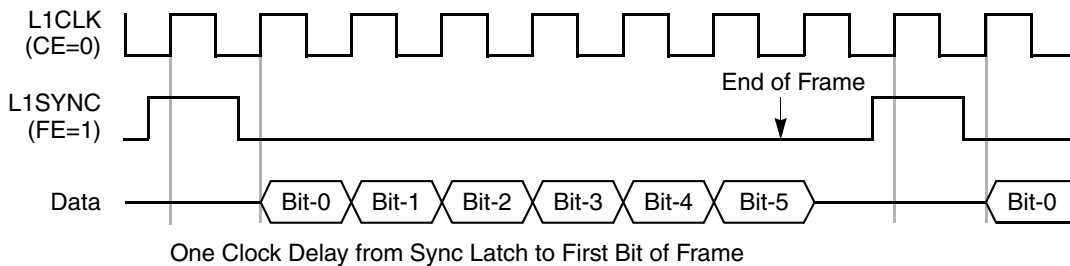 L1CLK
(CE=0)
End of Frame
L1SYNC
(FE=1)
Data
Bit-0 Bit-1 Bit-2 Bit-3 Bit-4 Bit-5 Bit-0
One Clock Delay from Sync Latch to First Bit of Frame